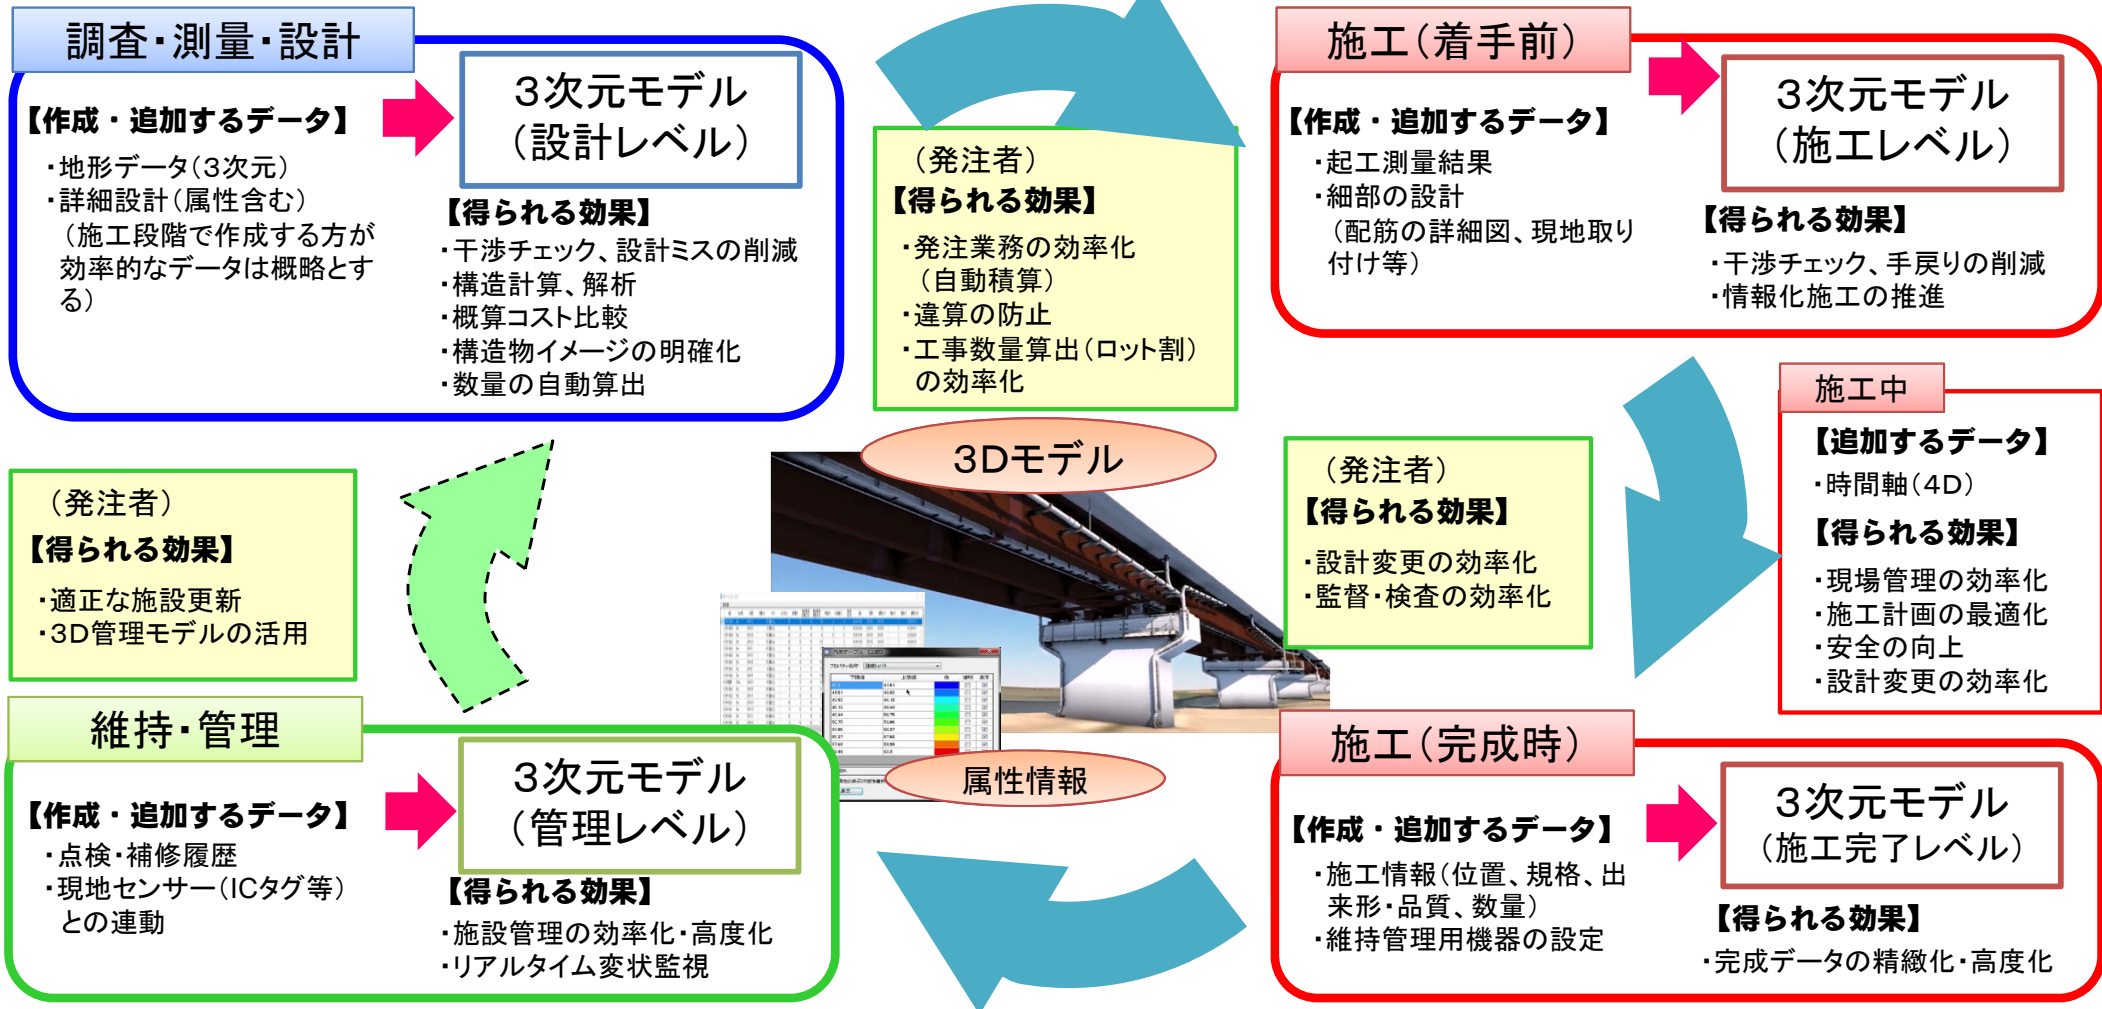 調査・測量・設計
【作成・追加するデータ】
・地形データ（３次元）
・詳細設計（属性含む）
（施工段階で作成する方が
効率的なデータは概略とす
る）
３次元モデル
（設計レベル）
【得られる効果】
・干渉チェック、設計ミスの削減
・構造計算、解析
・概算コスト比較
・構造物イメージの明確化
・数量の自動算出
（発注者）
【得られる効果】
・発注業務の効率化
（自動積算）
・違算の防止
・工事数量算出（ロット割）
の効率化
施工（着手前）
【作成・追加するデータ】
・起工測量結果
・細部の設計
（配筋の詳細図、現地取り
付け等）
３次元モデル
（施工レベル）
【得られる効果】
・干渉チェック、手戻りの削減
・情報化施工の推進
施工中
【追加するデータ】
・時間軸（４D）
【得られる効果】
・現場管理の効率化
・施工計画の最適化
・安全の向上
・設計変更の効率化
（発注者）
【得られる効果】
・設計変更の効率化
・監督・検査の効率化
３Dモデル
属性情報
（発注者）
【得られる効果】
・適正な施設更新
・３D管理モデルの活用
維持・管理
【作成・追加するデータ】
・点検・補修履歴
・現地センサー（ICタグ等）
との連動
３次元モデル
（管理レベル）
【得られる効果】
・施設管理の効率化・高度化
・リアルタイム変状監視
施工（完成時）
【作成・追加するデータ】
・施工情報（位置、規格、出
来形・品質、数量）
・維持管理用機器の設定
３次元モデル
（施工完了レベル）
【得られる効果】
・完成データの精緻化・高度化